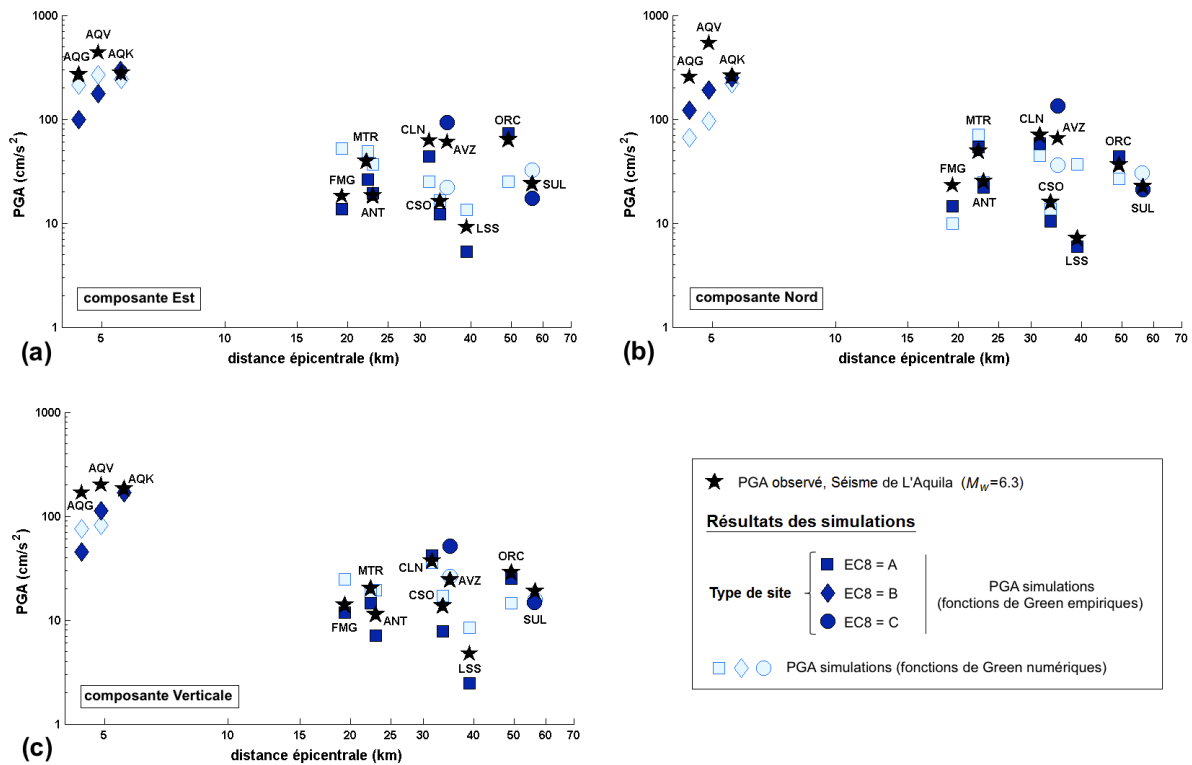 1000
100
10
1
PGA (cm/s²)
AQV
AQG
AQK
MTR
FMG
ANT
CLN
AVZ
CSO
LSS
ORC
SUL
composante Est
5
10
15
20
25
30
40
50
60
70
distance épicentrale (km)
(a)
1000
100
10
1
PGA (cm/s²)
AQV
AQG
AQK
MTR
FMG
ANT
CLN
AVZ
CSO
LSS
ORC
SUL
composante Nord
5
10
15
20
25
30
40
50
60
70
distance épicentrale (km)
(b)
1000
100
10
1
PGA (cm/s²)
AQV
AQG
AQK
MTR
FMG
ANT
CLN
AVZ
CSO
LSS
ORC
SUL
composante Verticale
5
10
15
20
25
30
40
50
60
70
distance épicentrale (km)
(c)
PGA observé, Séisme de L'Aquila (Mw=6.3)
Résultats des simulations
Type de site
EC8 = A
EC8 = B
EC8 = C
PGA simulations
(fonctions de Green empiriques)
PGA simulations (fonctions de Green numériques)